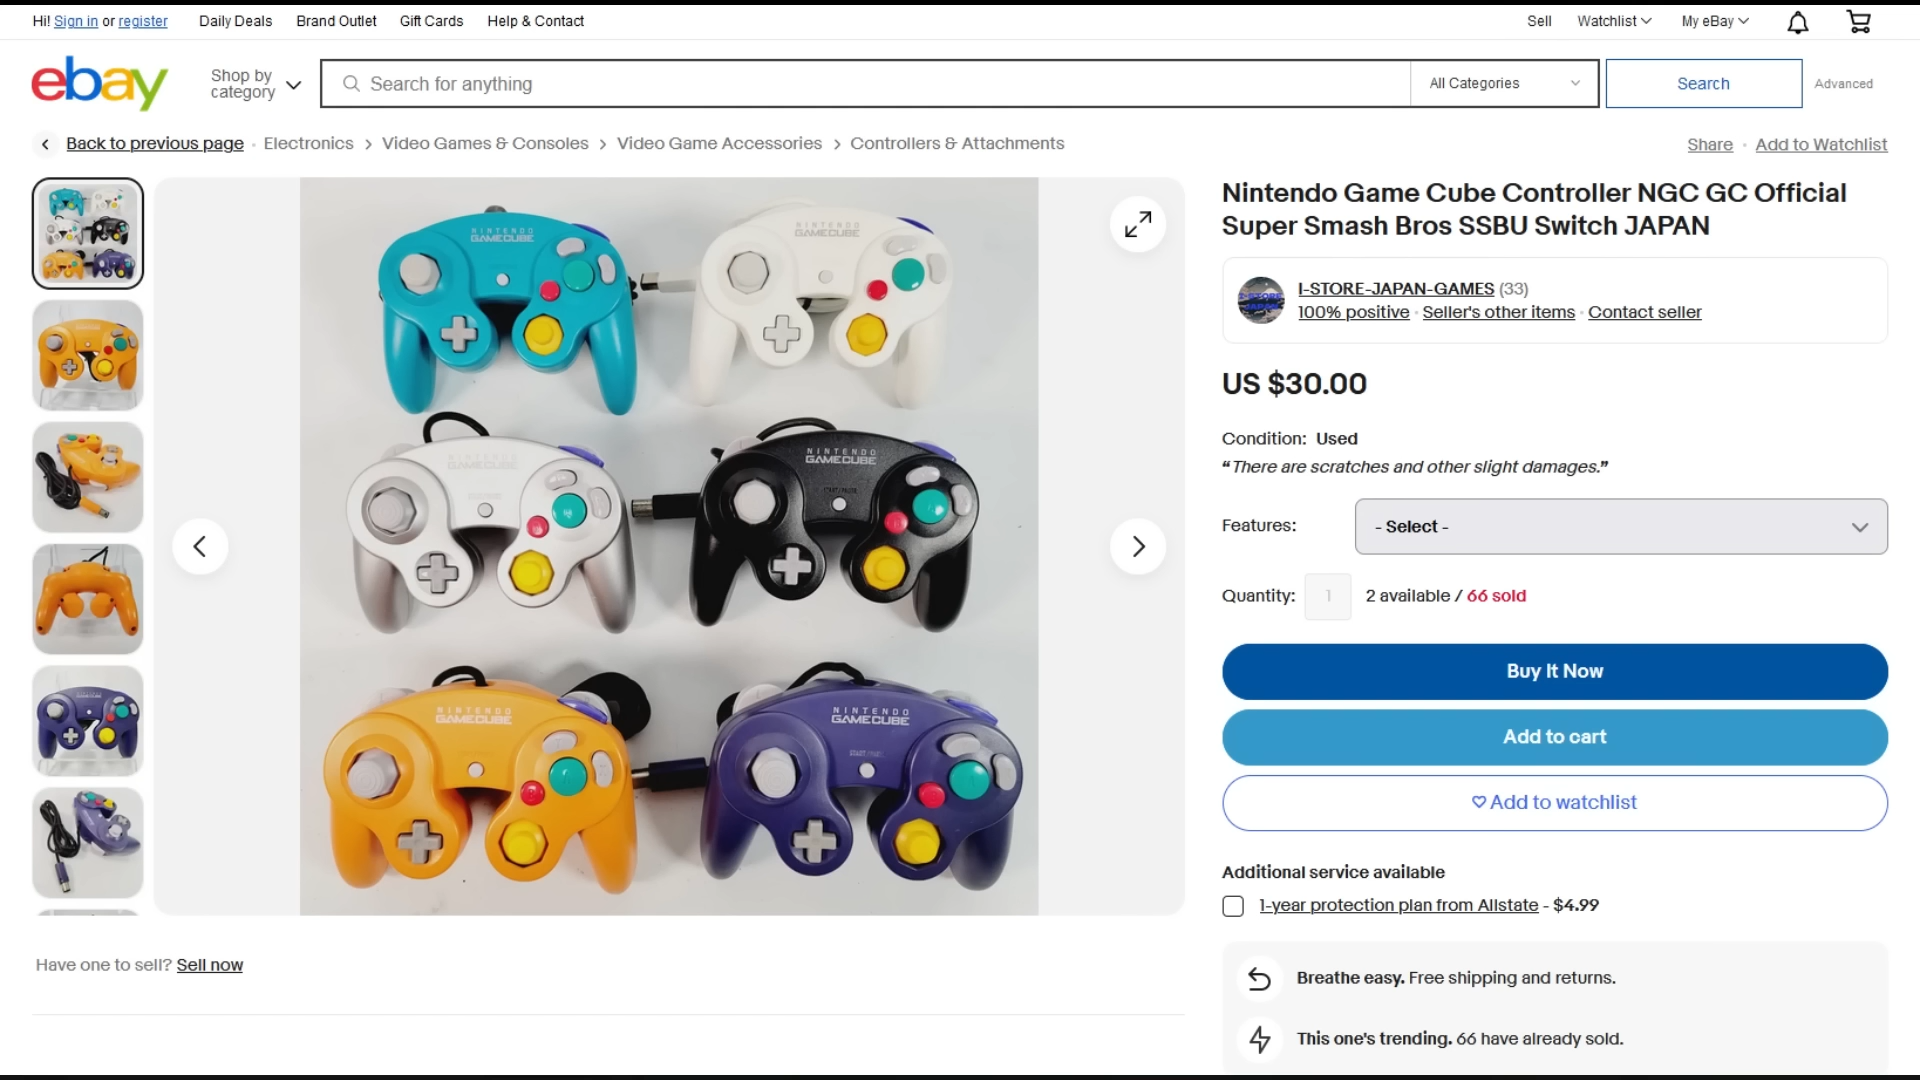 Hi! Sign in or register
Daily Deals
Brand Outlet
Gift Cards
Help & Contact
Sell
Watchlist
My eBay
ebay
Shop by category
Search for anything
All Categories
Search
Advanced
Back to previous page
Electronics
Video Games & Consoles
Video Game Accessories
Controllers & Attachments
Share
Add to Watchlist
NINTENDO
GAMECUBE
NINTENDO
GAMECUBE
NINTENDO
GAMECUBE
NINTENDO
GAMECUBE
NINTENDO
GAMECUBE
NINTENDO
GAMECUBE
Nintendo Game Cube Controller NGC GC Official
Super Smash Bros SSBU Switch JAPAN
I-STORE-JAPAN-GAMES (33)
100% positive · Seller's other items · Contact seller
US $30.00
Condition: Used
“There are scratches and other slight damages.”
Features: - Select -
Quantity: 1 2 available / 66 sold
Buy It Now
Add to cart
Add to watchlist
Additional service available
1-year protection plan from Allstate - $4.99
Breathe easy. Free shipping and returns.
This one's trending. 66 have already sold.
Have one to sell? Sell now